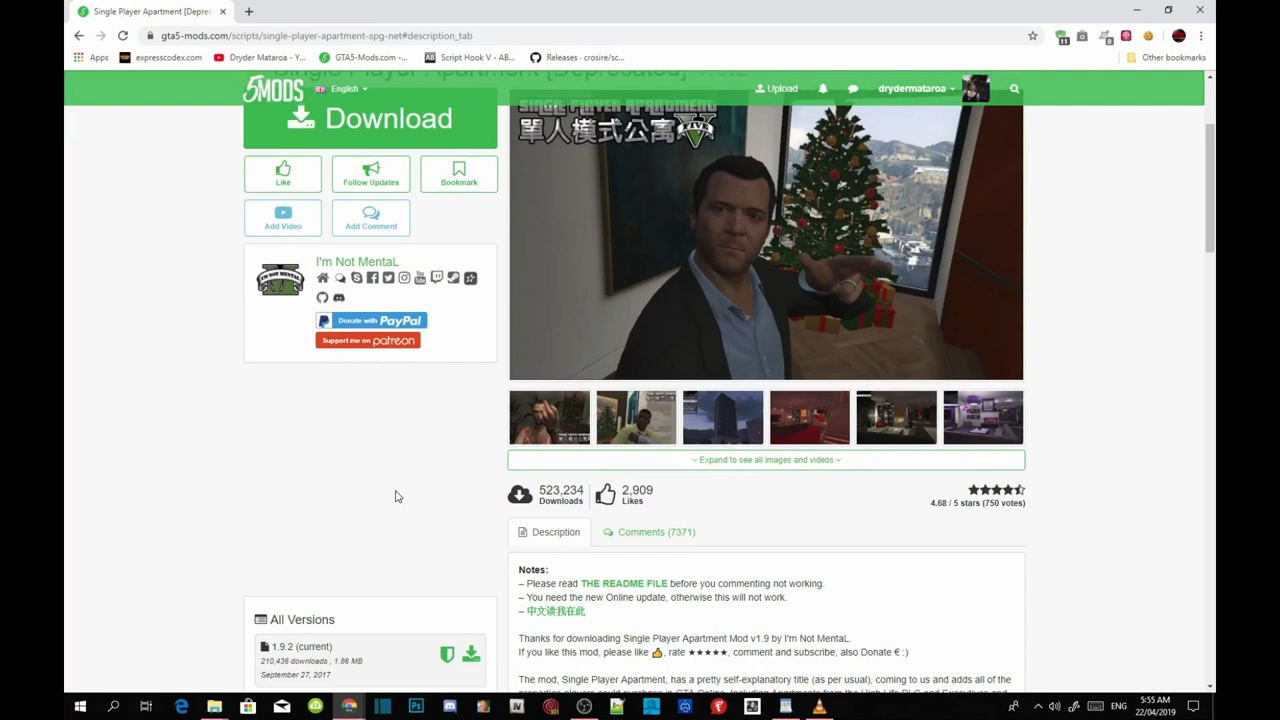 Single Player Apartment [Deprec
gta5-mods.com/scripts/single-player-apartment-spg-net#description_tab
Apps
expresscodex.com
Dryder Mataroa - Yo...
GTA5-Mods.com -...
Script Hook V - AB...
Releases · crosire/sc...
Other bookmarks
5MODS
English
Upload
drydermataroa
Download
SINGLE PLAYER APARTMENT
單人模式公寓
Like
Follow Updates
Bookmark
Add Video
Add Comment
I'm Not MentaL
Donate with PayPal
Support me on patreon
Expand to see all images and videos
523,234
Downloads
2,909
Likes
4.68 / 5 stars (750 votes)
Description
Comments (7371)
Notes:
– Please read THE README FILE before you commenting not working.
– You need the new Online update, otherwise this will not work.
– 中文读我在此
Thanks for downloading Single Player Apartment Mod v1.9 by I'm Not MentaL.
If you like this mod, please like 👍, rate ★★★★★, comment and subscribe, also Donate € :)
The mod, Single Player Apartment, has a pretty self-explanatory title (as per usual), coming to us and adds all of the
All Versions
1.9.2 (current)
210,436 downloads , 1.86 MB
September 27, 2017
ENG
5:55 AM
22/04/2019